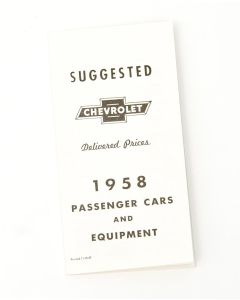 SUGGESTED
CHEVROLET
Delivered Prices
1958
PASSENGER CARS
AND
EQUIPMENT